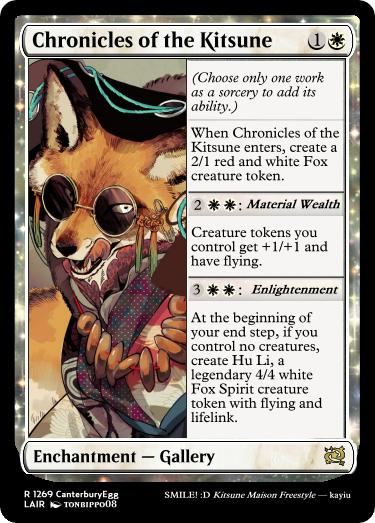 Chronicles of the Kitsune 1
(Choose only one work
as a sorcery to add its
ability.)
When Chronicles of the
Kitsune enters, create a
2/1 red and white Fox
creature token.
2 : Material Wealth
Creature tokens you
control get +1/+1 and
have flying.
3 : Enlightenment
At the beginning of
your end step, if you
control no creatures,
create Hu Li, a
legendary 4/4 white
Fox Spirit creature
token with flying and
lifelink.
Enchantment — Gallery
R 1269 CanterburyEgg
LAIR TONBIPPO08
SMILE! :D Kitsune Maison Freestyle — kayiu